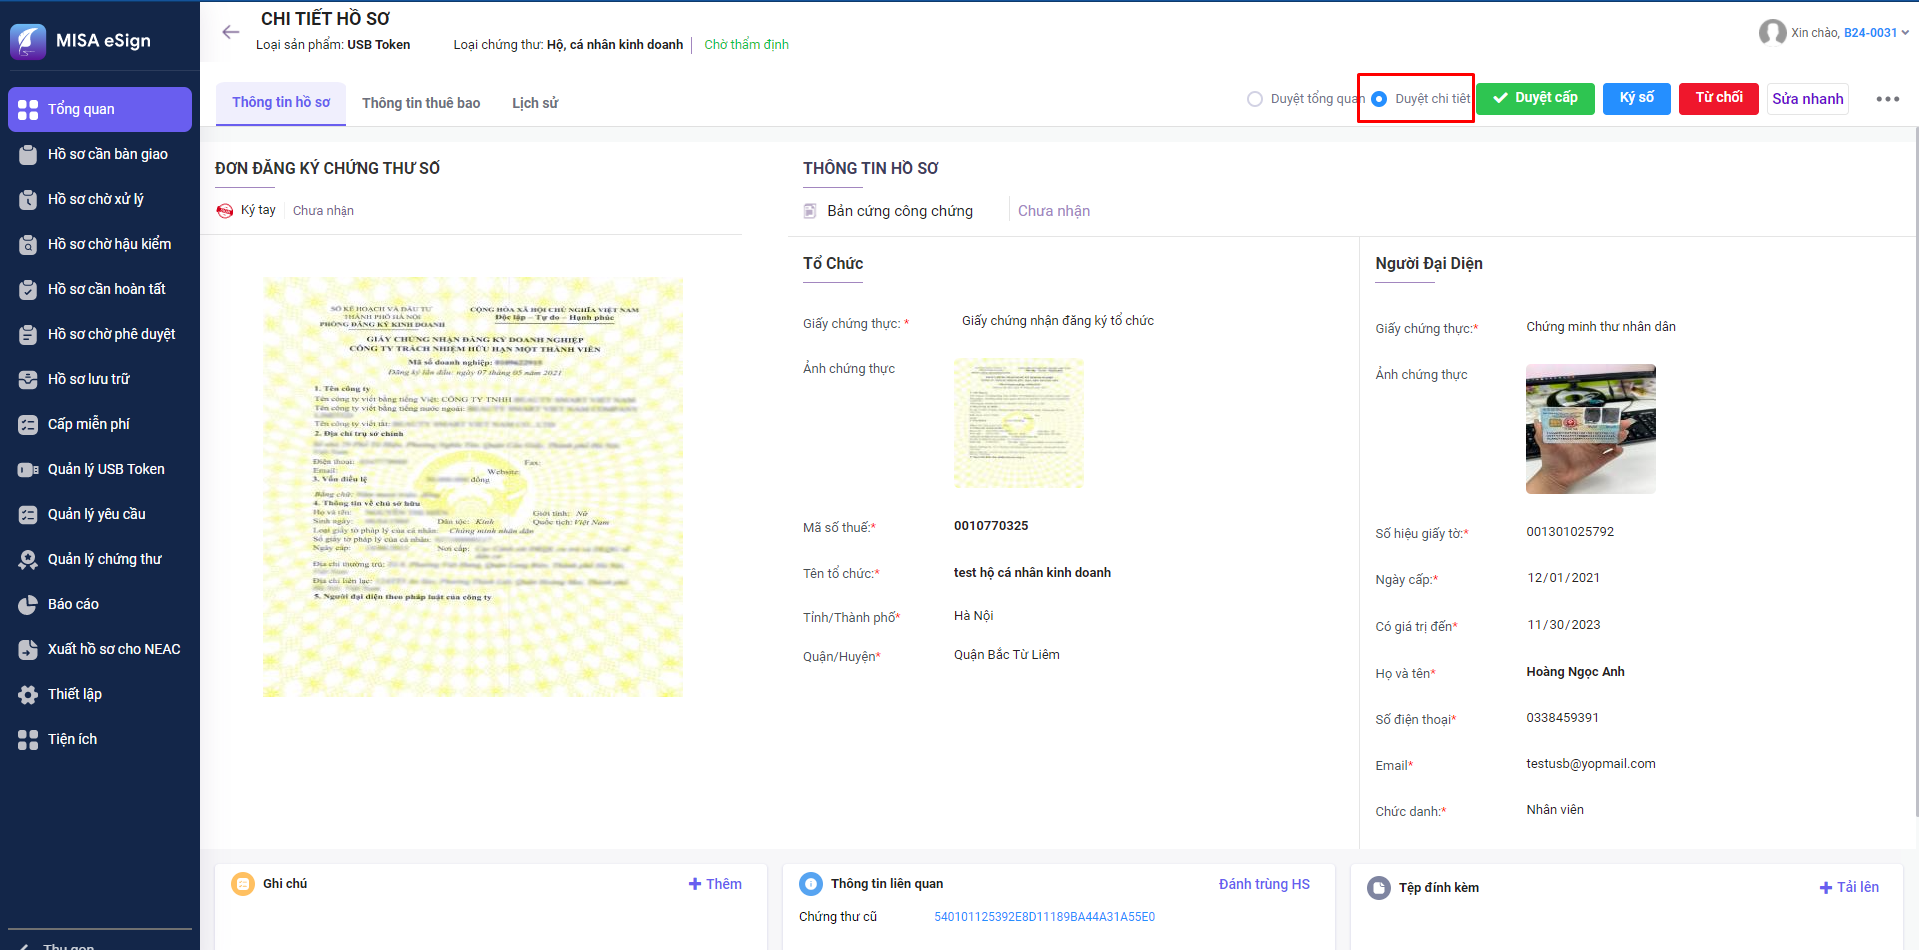 MISA eSign
CHI TIẾT HỒ SƠ
Loại sản phẩm: USB Token
Loại chứng thư: Hộ, cá nhân kinh doanh
Chờ thẩm định
Xin chào, B24-0031
Tổng quan
Hồ sơ cần bàn giao
Hồ sơ chờ xử lý
Hồ sơ chờ hậu kiểm
Hồ sơ cần hoàn tất
Hồ sơ chờ phê duyệt
Hồ sơ lưu trữ
Cấp miễn phí
Quản lý USB Token
Quản lý yêu cầu
Quản lý chứng thư
Báo cáo
Xuất hồ sơ cho NEAC
Thiết lập
Tiện ích
Thu gọn
Thông tin hồ sơ
Thông tin thuê bao
Lịch sử
Duyệt tổng quan
Duyệt chi tiết
Duyệt cấp
Ký số
Từ chối
Sửa nhanh
ĐƠN ĐĂNG KÝ CHỨNG THƯ SỐ
Ký tay
Chưa nhận
SỞ KẾ HOẠCH VÀ ĐẦU TƯ
THÀNH PHỐ HÀ NỘI
PHÒNG ĐĂNG KÝ KINH DOANH
CỘNG HÒA XÃ HỘI CHỦ NGHĨA VIỆT NAM
Độc lập - Tự do - Hạnh phúc
GIẤY CHỨNG NHẬN ĐĂNG KÝ DOANH NGHIỆP
CÔNG TY TRÁCH NHIỆM HỮU HẠN MỘT THÀNH VIÊN
Mã số doanh nghiệp:
Đăng ký lần đầu: ngày 07 tháng 05 năm 2021
1. Tên công ty
Tên công ty viết bằng tiếng Việt: CÔNG TY TNHH
Tên công ty viết bằng tiếng nước ngoài:
Tên công ty viết tắt:
2. Địa chỉ trụ sở chính
Điện thoại:
Fax:
Email:
Website:
3. Vốn điều lệ
đồng
Bằng chữ:
4. Thông tin về chủ sở hữu
Họ và tên:
Giới tính: Nữ
Sinh ngày:
Dân tộc: Kinh
Quốc tịch: Việt Nam
Loại giấy tờ pháp lý của cá nhân: Chứng minh nhân dân
Số giấy tờ pháp lý của cá nhân:
Ngày cấp:
Nơi cấp:
Địa chỉ thường trú:
Địa chỉ liên lạc:
5. Người đại diện theo pháp luật của công ty
THÔNG TIN HỒ SƠ
Bản cứng công chứng
Chưa nhận
Tổ Chức
Giấy chứng thực: *
Giấy chứng nhận đăng ký tổ chức
Ảnh chứng thực
Mã số thuế:*
0010770325
Tên tổ chức:*
test hộ cá nhân kinh doanh
Tỉnh/Thành phố*
Hà Nội
Quận/Huyện*
Quận Bắc Từ Liêm
Người Đại Diện
Giấy chứng thực:*
Chứng minh thư nhân dân
Ảnh chứng thực
Số hiệu giấy tờ:*
001301025792
Ngày cấp:*
12/01/2021
Có giá trị đến*
11/30/2023
Họ và tên*
Hoàng Ngọc Anh
Số điện thoại*
0338459391
Email*
testusb@yopmail.com
Chức danh:*
Nhân viên
Ghi chú
Thêm
Thông tin liên quan
Đánh trùng HS
Chứng thư cũ
540101125392E8D11189BA44A31A55E0
Tệp đính kèm
Tải lên